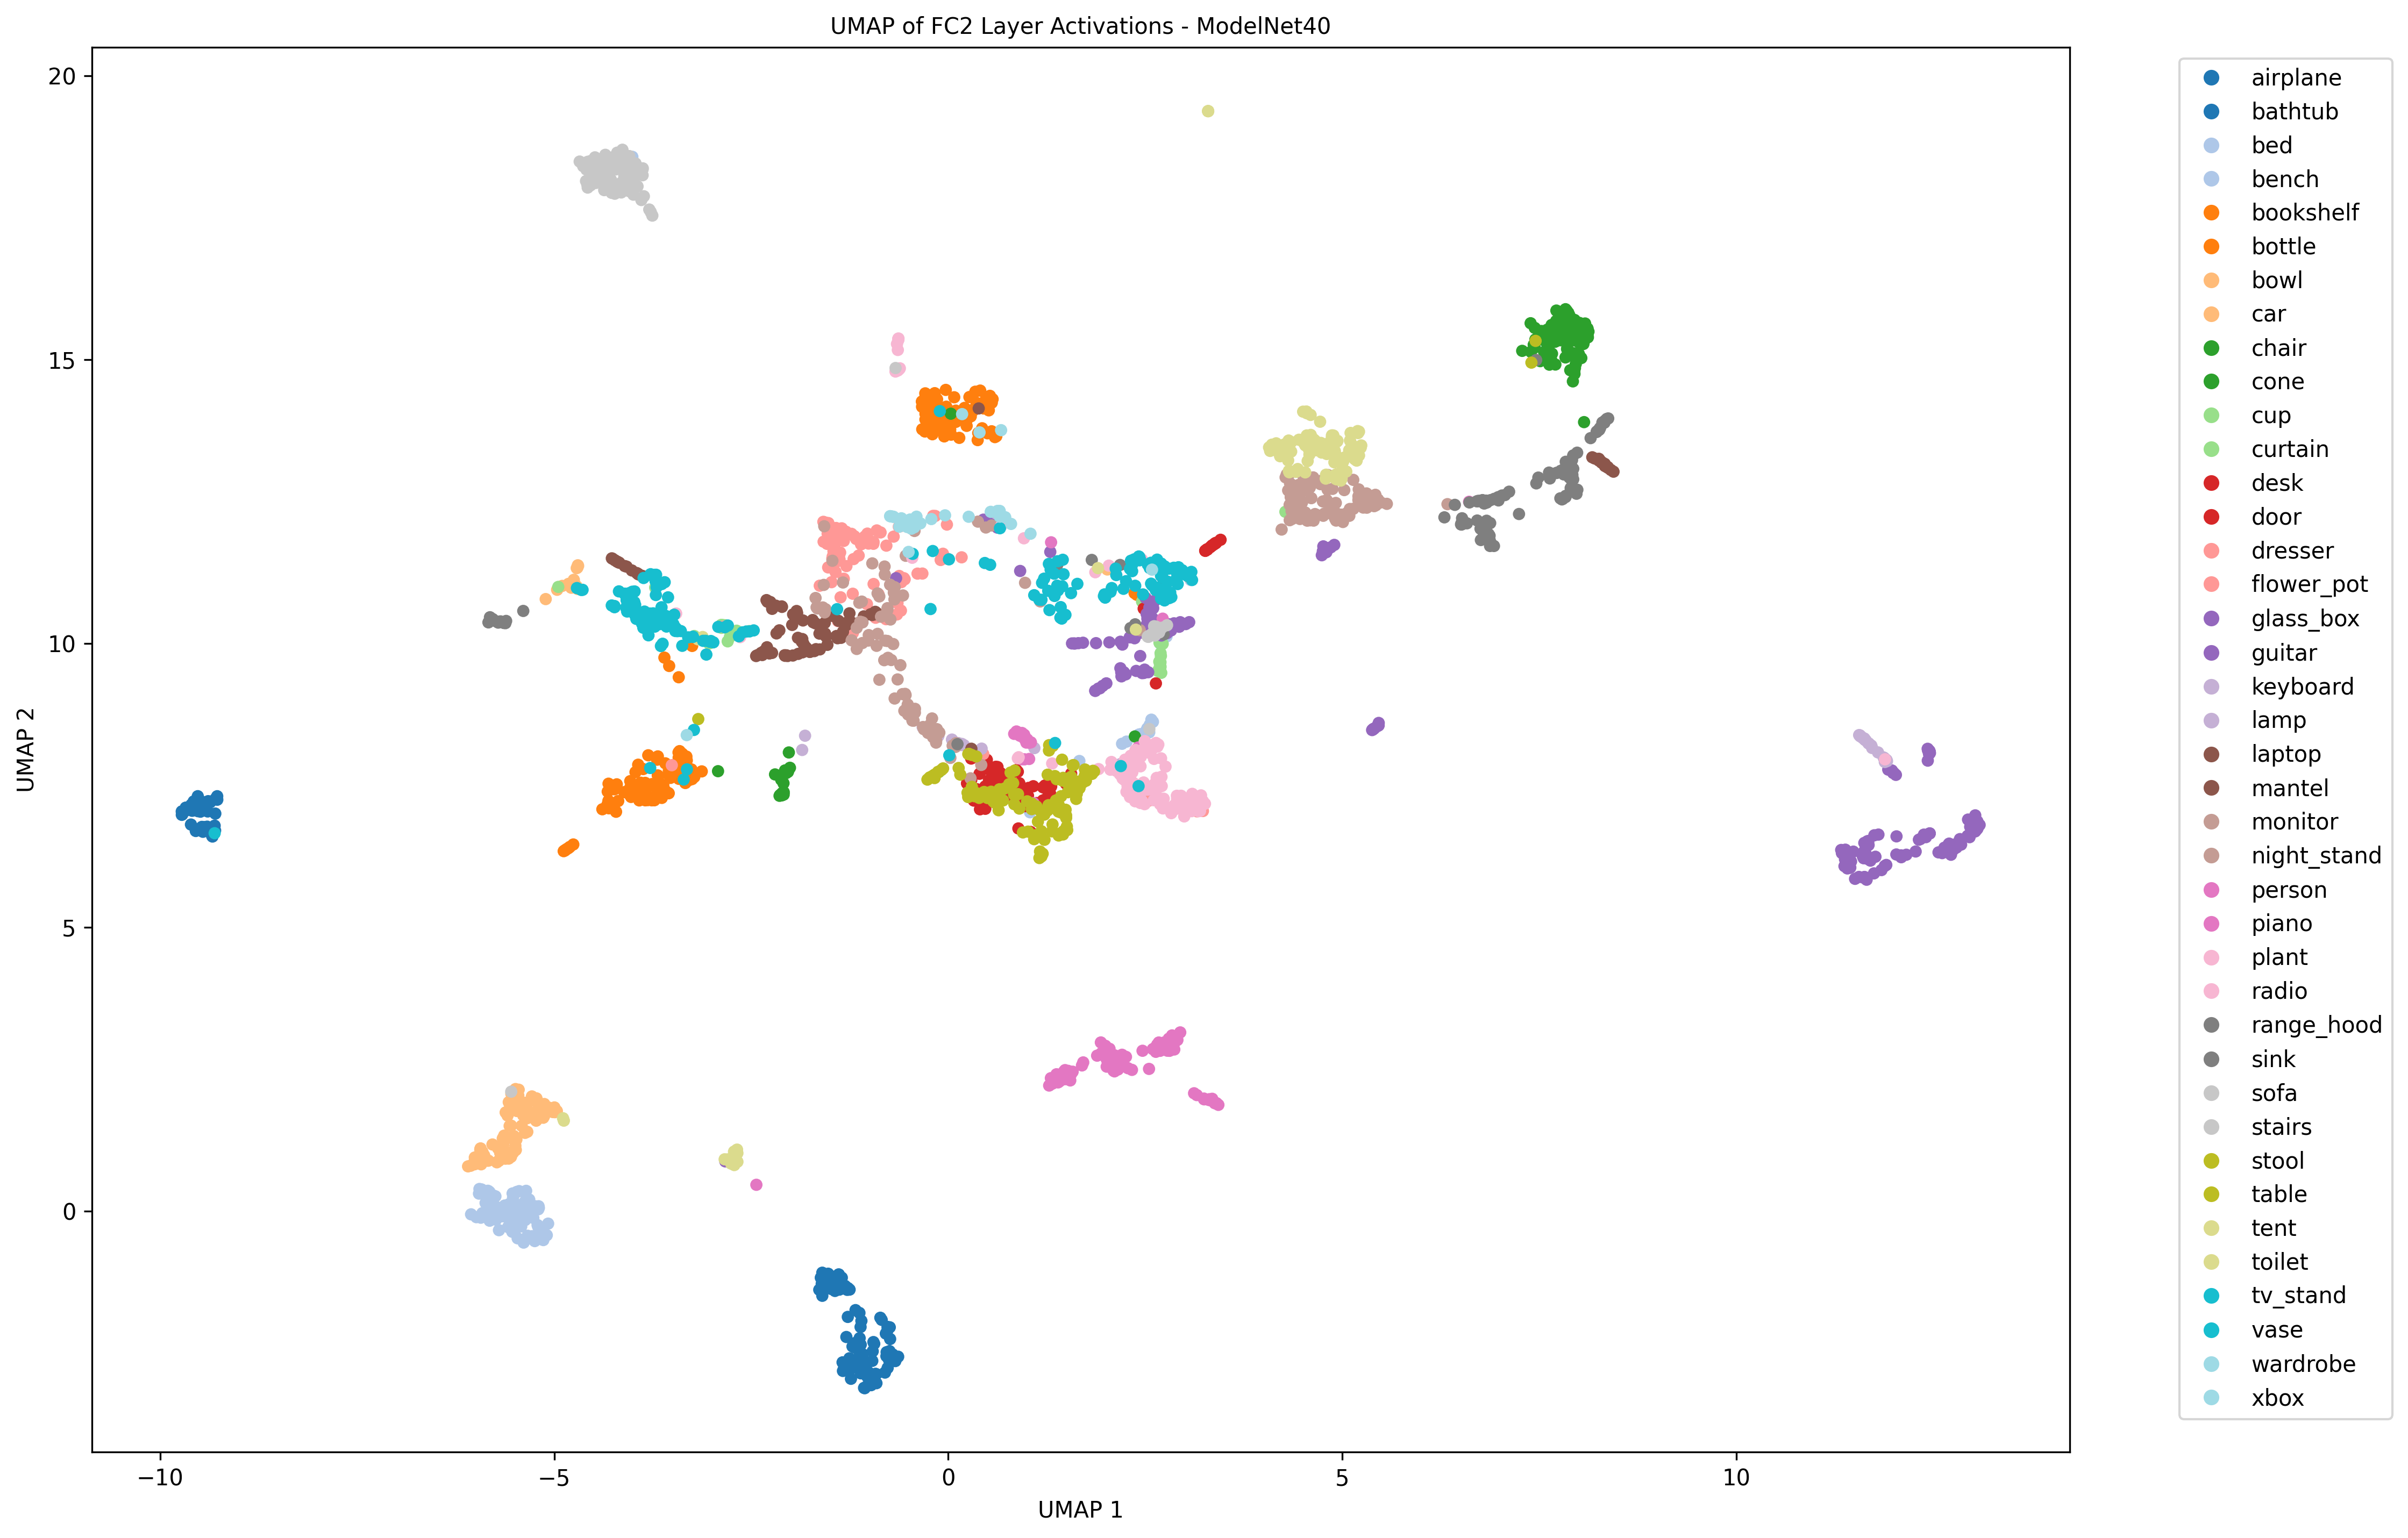 UMAP of FC2 Layer Activations - ModelNet40
20
15
10
5
0
UMAP 2
−10
−5
0
5
10
UMAP 1
airplane
bathtub
bed
bench
bookshelf
bottle
bowl
car
chair
cone
cup
curtain
desk
door
dresser
flower_pot
glass_box
guitar
keyboard
lamp
laptop
mantel
monitor
night_stand
person
piano
plant
radio
range_hood
sink
sofa
stairs
stool
table
tent
toilet
tv_stand
vase
wardrobe
xbox